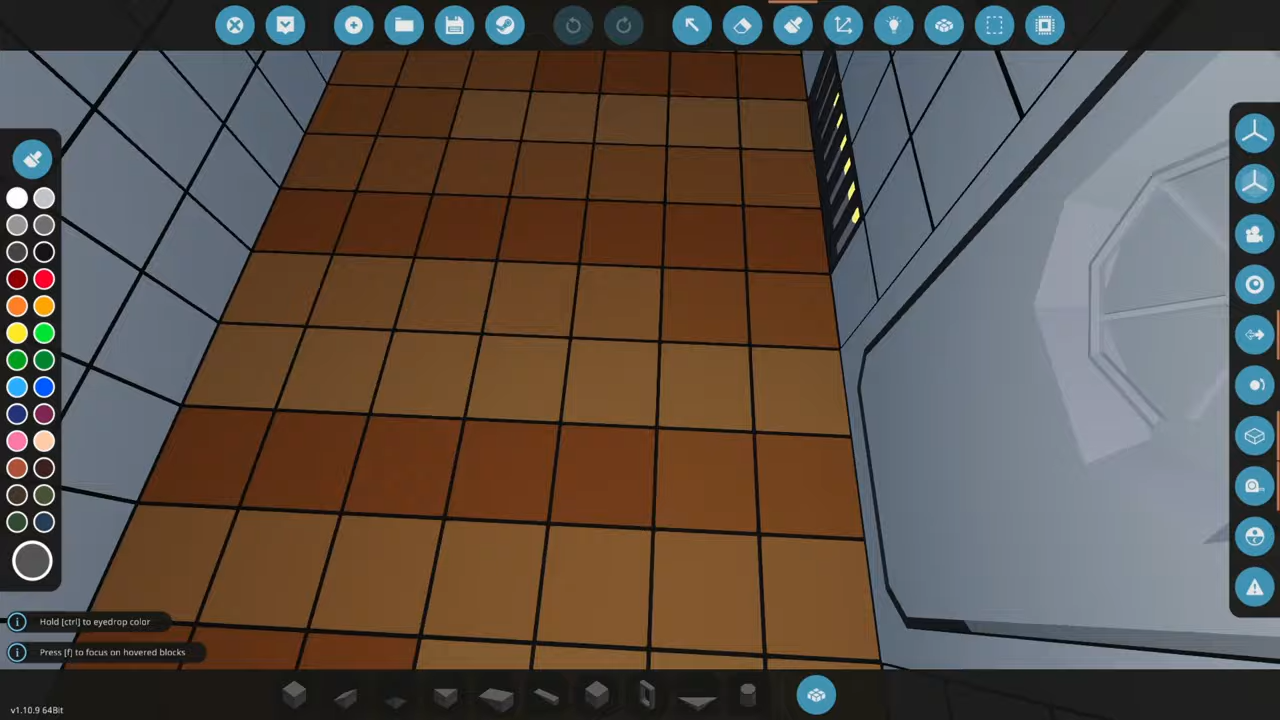 Hold [ctrl] to eyedrop color
Press [f] to focus on hovered blocks
v1.10.9 64Bit